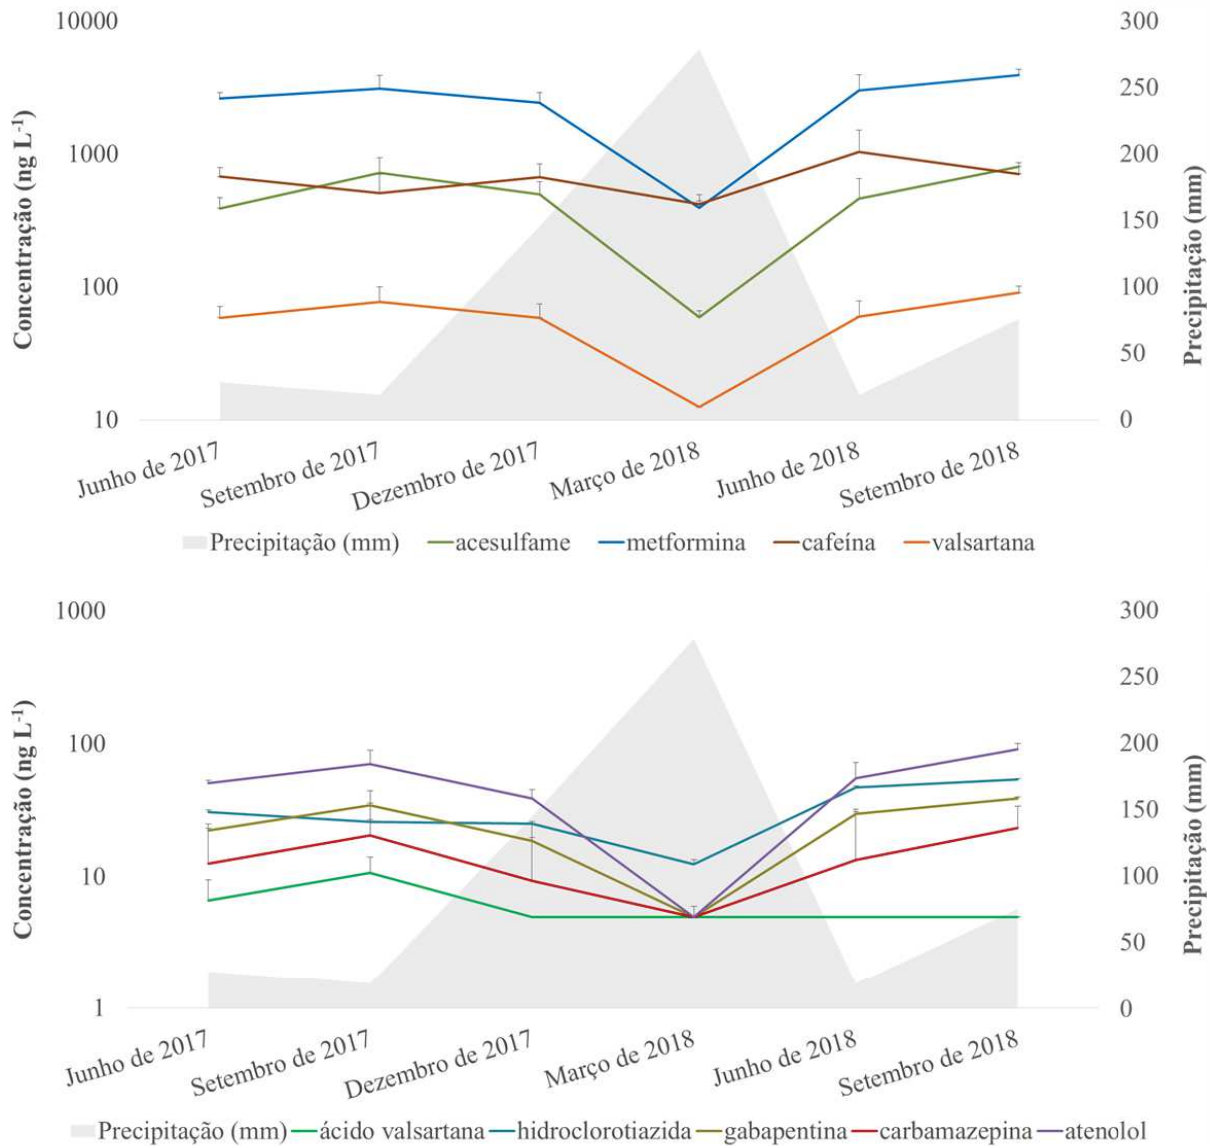 10000
1000
100
10
Concentração (ng L⁻¹)
300
250
200
150
100
50
0
Precipitação (mm)
Junho de 2017
Setembro de 2017
Dezembro de 2017
Março de 2018
Junho de 2018
Setembro de 2018
Precipitação (mm) acesulfame metformina cafeína valsartana
1000
100
10
1
Concentração (ng L⁻¹)
300
250
200
150
100
50
0
Precipitação (mm)
Junho de 2017
Setembro de 2017
Dezembro de 2017
Março de 2018
Junho de 2018
Setembro de 2018
Precipitação (mm) ácido valsartana hidroclorotiazida gabapentina carbamazepina atenolol